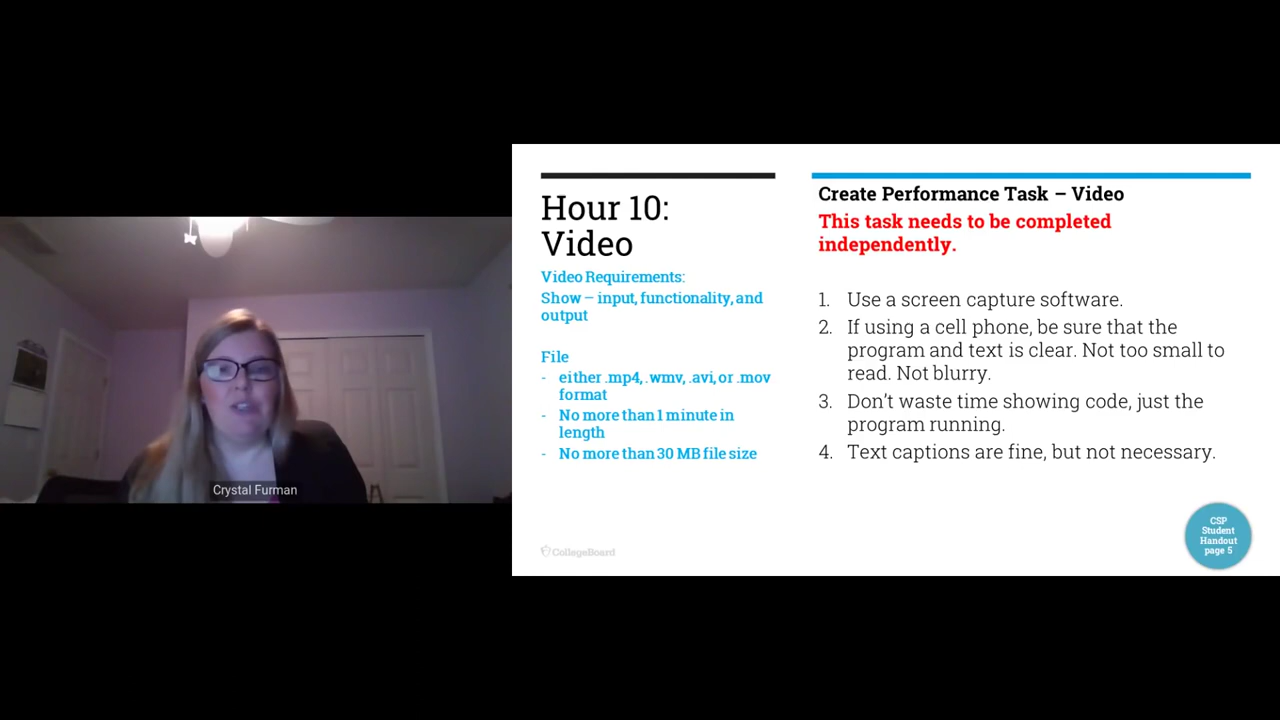 Crystal Furman
Hour 10:
Video
Video Requirements:
Show – input, functionality, and
output
File
- either .mp4, .wmv, .avi, or .mov
format
- No more than 1 minute in
length
- No more than 30 MB file size
CollegeBoard
Create Performance Task – Video
This task needs to be completed
independently.
1. Use a screen capture software.
2. If using a cell phone, be sure that the
program and text is clear. Not too small to
read. Not blurry.
3. Don’t waste time showing code, just the
program running.
4. Text captions are fine, but not necessary.
CSP
Student
Handout
page 5